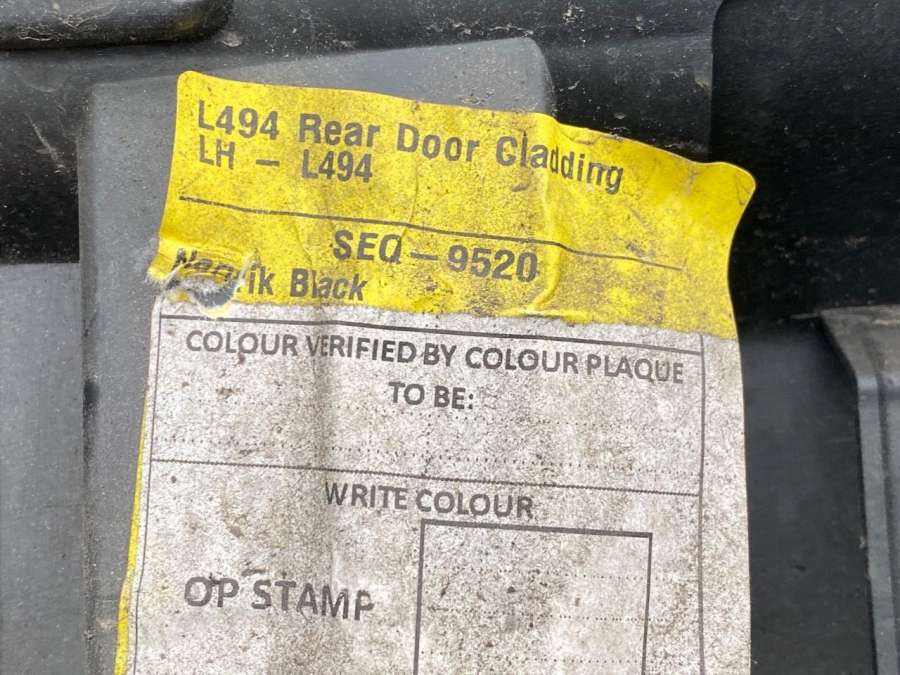 L494 Rear Door Cladding
LH - L494
SEQ-9520
Black
COLOUR VERIFIED BY COLOUR PLAQUE
TO BE:
WRITE COLOUR
OP STAMP